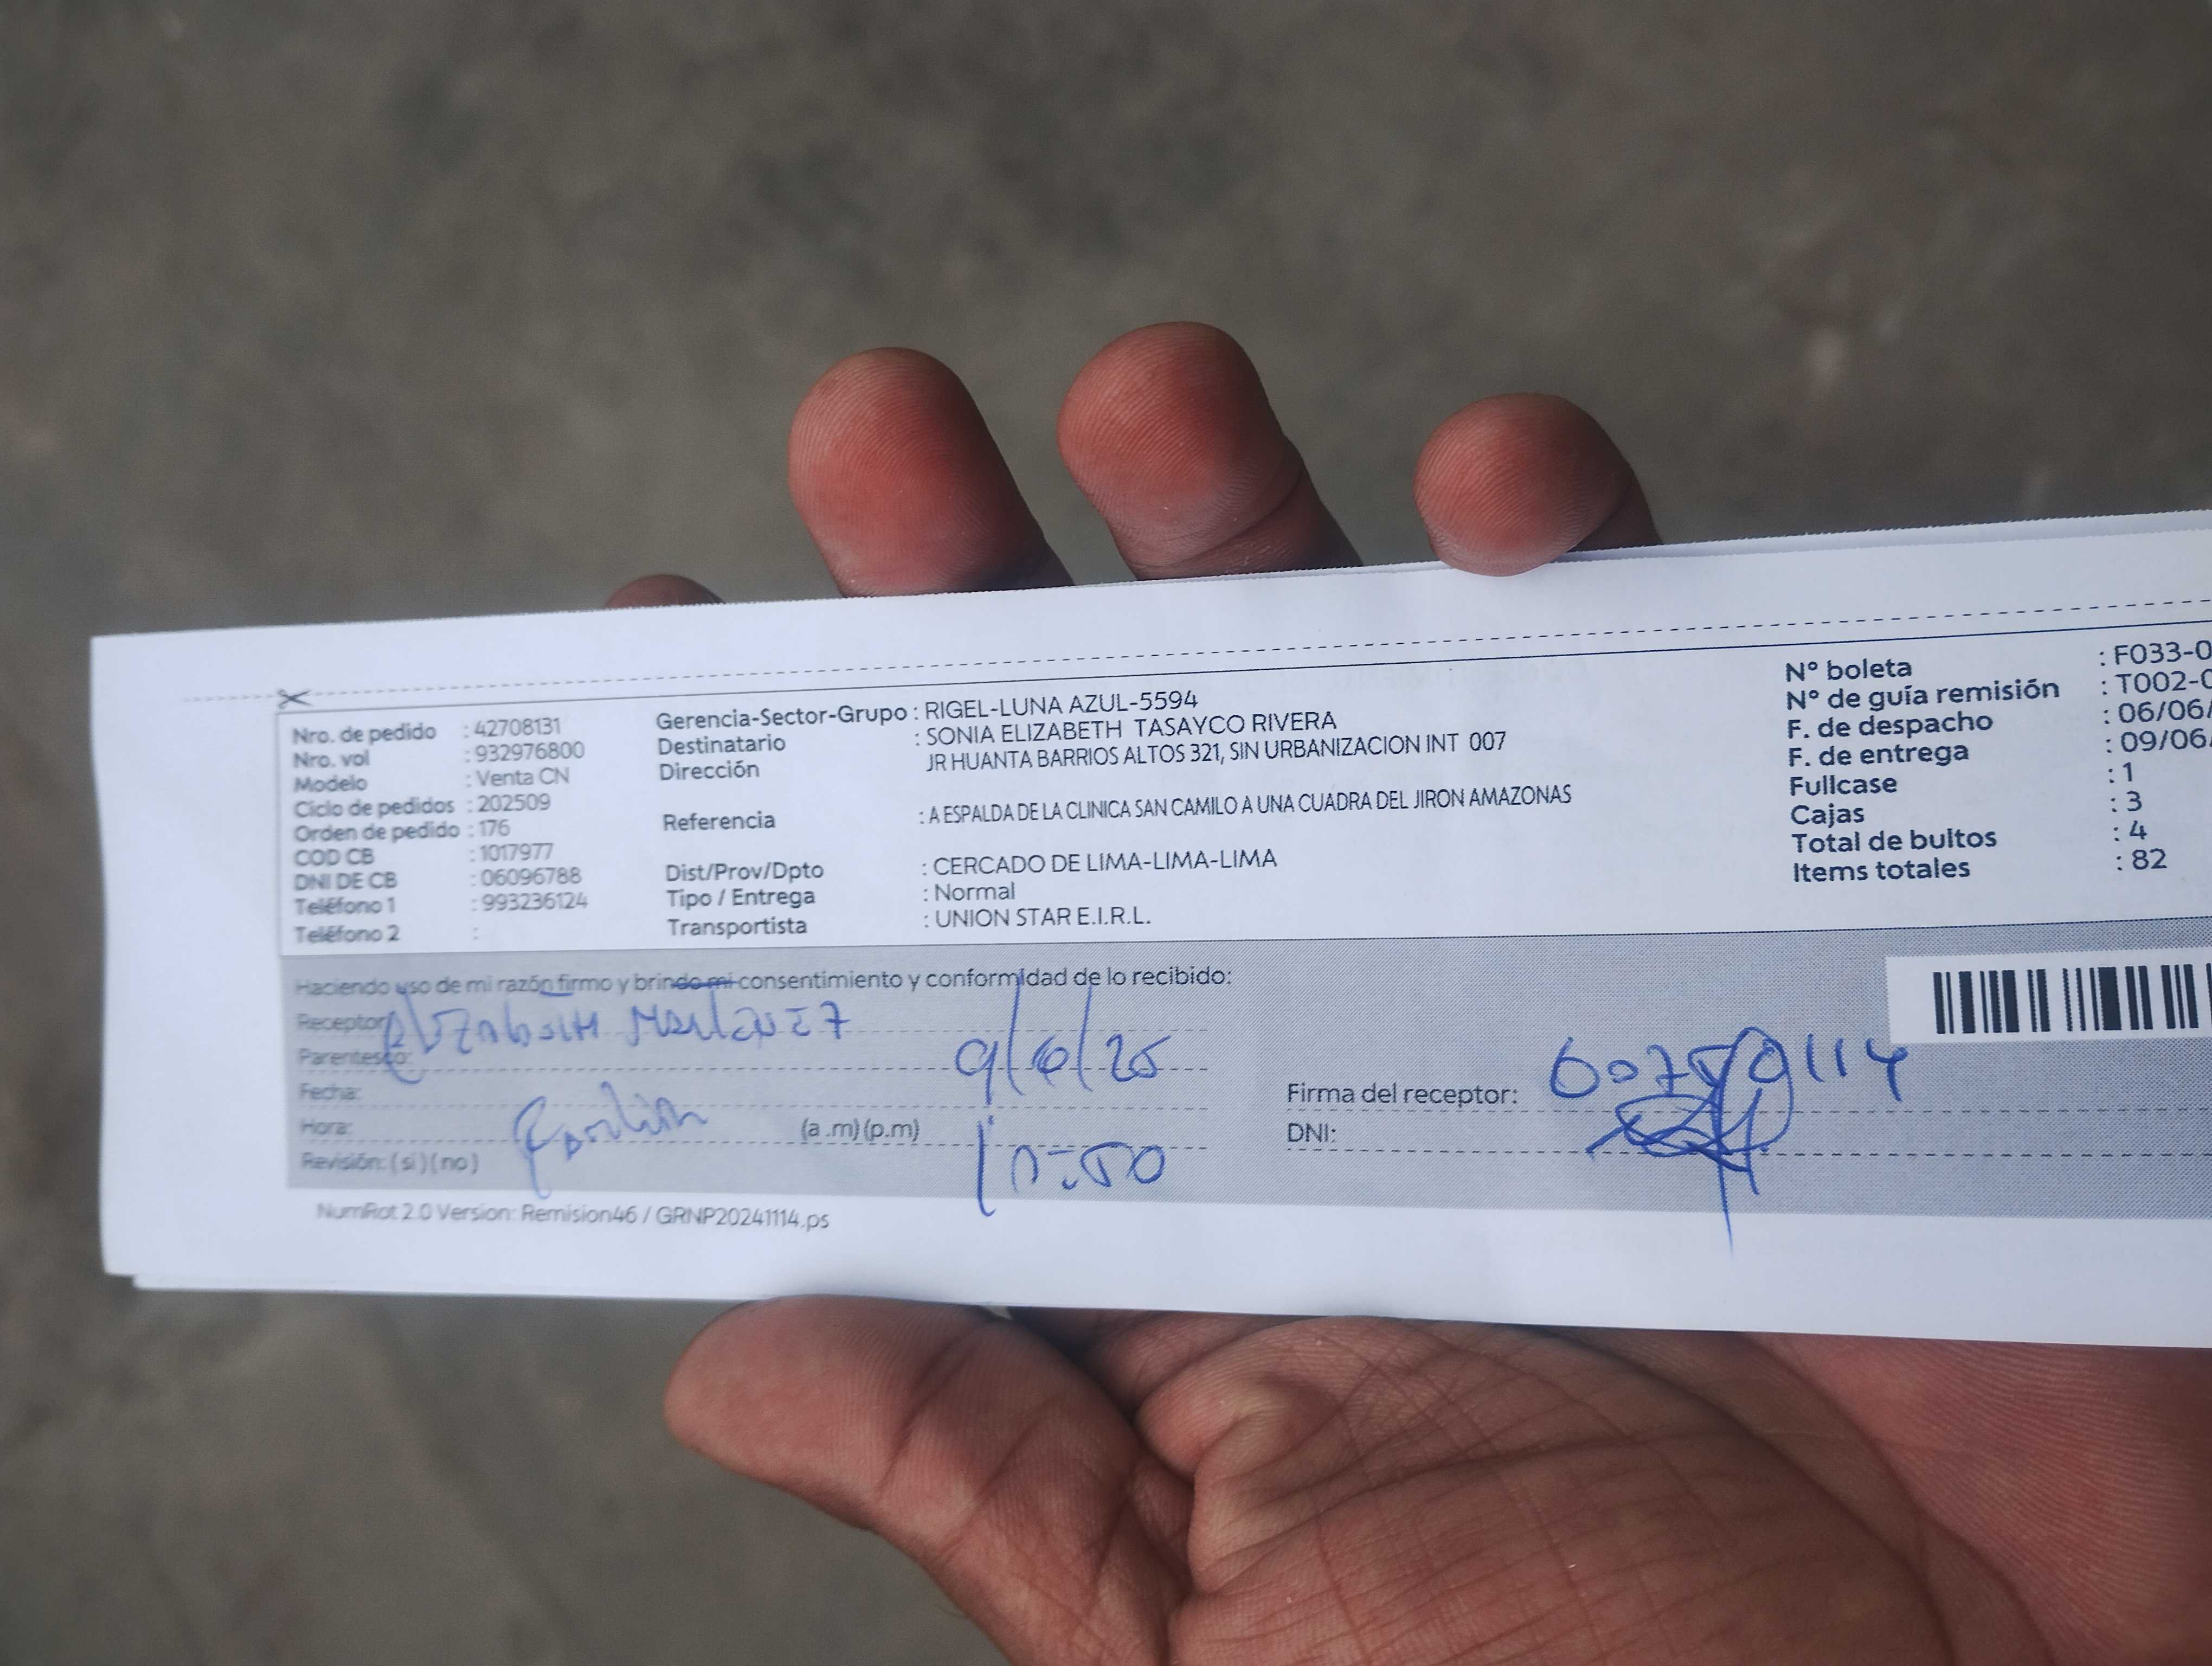 Nro. de pedido : 42708131
Nro. vol : 932976800
Modelo : Venta CN
Ciclo de pedidos : 202509
Orden de pedido : 176
COD CB : 1017977
DNI DE CB : 06096788
Teléfono 1 : 993236124
Teléfono 2 :
Gerencia-Sector-Grupo : RIGEL-LUNA AZUL-5594
Destinatario : SONIA ELIZABETH TASAYCO RIVERA
Dirección JR HUANTA BARRIOS ALTOS 321, SIN URBANIZACION INT 007
Referencia : A ESPALDA DE LA CLINICA SAN CAMILO A UNA CUADRA DEL JIRON AMAZONAS
Dist/Prov/Dpto : CERCADO DE LIMA-LIMA-LIMA
Tipo / Entrega : Normal
Transportista : UNION STAR E.I.R.L.
N° boleta : F033-0
N° de guía remisión : T002-0
F. de despacho : 06/06/
F. de entrega : 09/06/
Fullcase : 1
Cajas : 3
Total de bultos : 4
Items totales : 82
Haciendo uso de mi razón firmo y brindo mi consentimiento y conformidad de lo recibido:
Receptor:
Parentesco: 9/6/25
Fecha:
Hora: (a .m) (p.m)
Revisión: ( si ) ( no )
Firma del receptor:
DNI:
NumRot 2.0 Version: Remision46 / GRNP20241114.ps